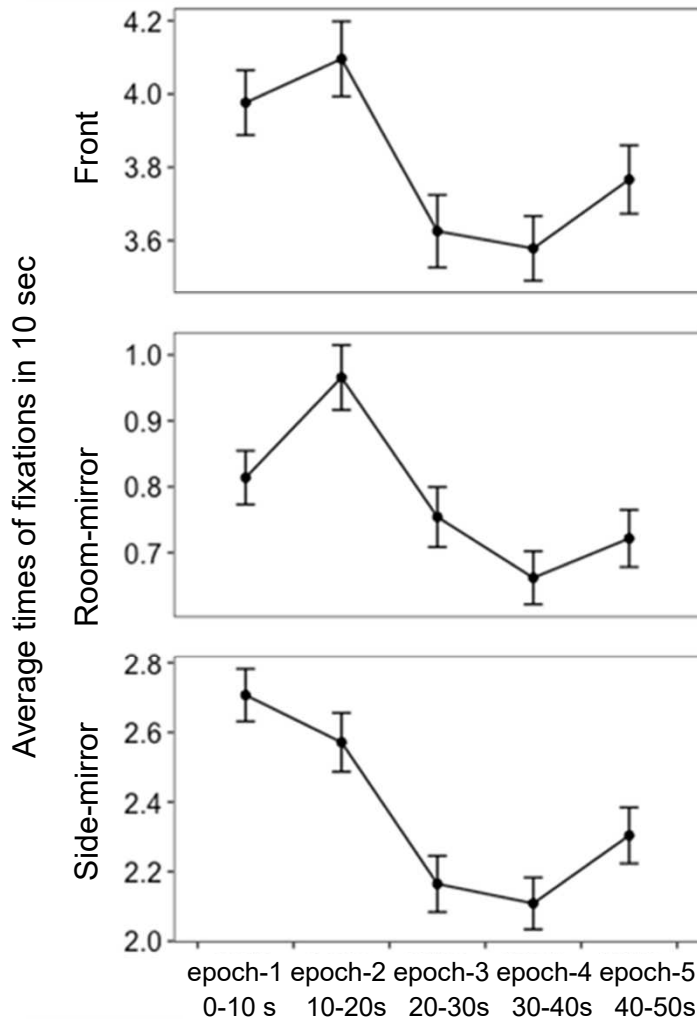 Average times of fixations in 10 sec
Front
4.2
4.0
3.8
3.6
Room-mirror
1.0
0.9
0.8
0.7
Side-mirror
2.8
2.6
2.4
2.2
2.0
epoch-1 epoch-2 epoch-3 epoch-4 epoch-5
0-10 s 10-20s 20-30s 30-40s 40-50s